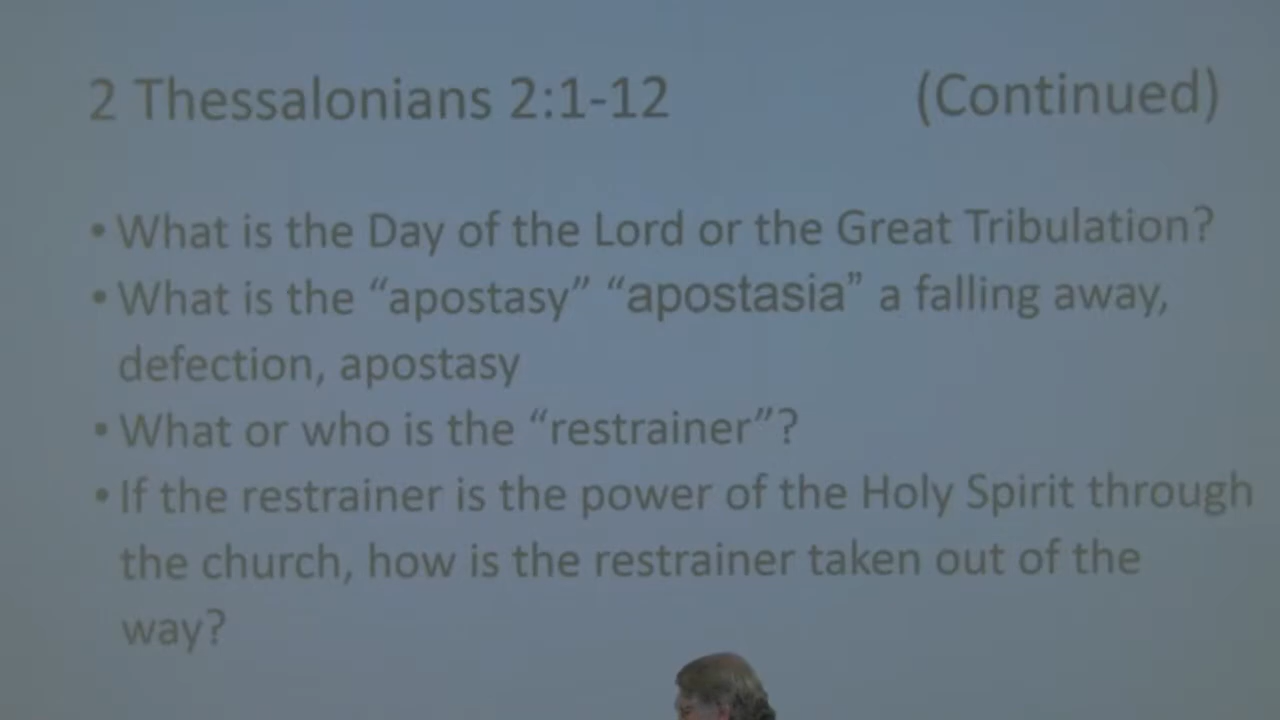 2 Thessalonians 2:1-12 (Continued)
• What is the Day of the Lord or the Great Tribulation?
• What is the “apostasy” “apostasia” a falling away,
defection, apostasy
• What or who is the “restrainer”?
• If the restrainer is the power of the Holy Spirit through
the church, how is the restrainer taken out of the
way?